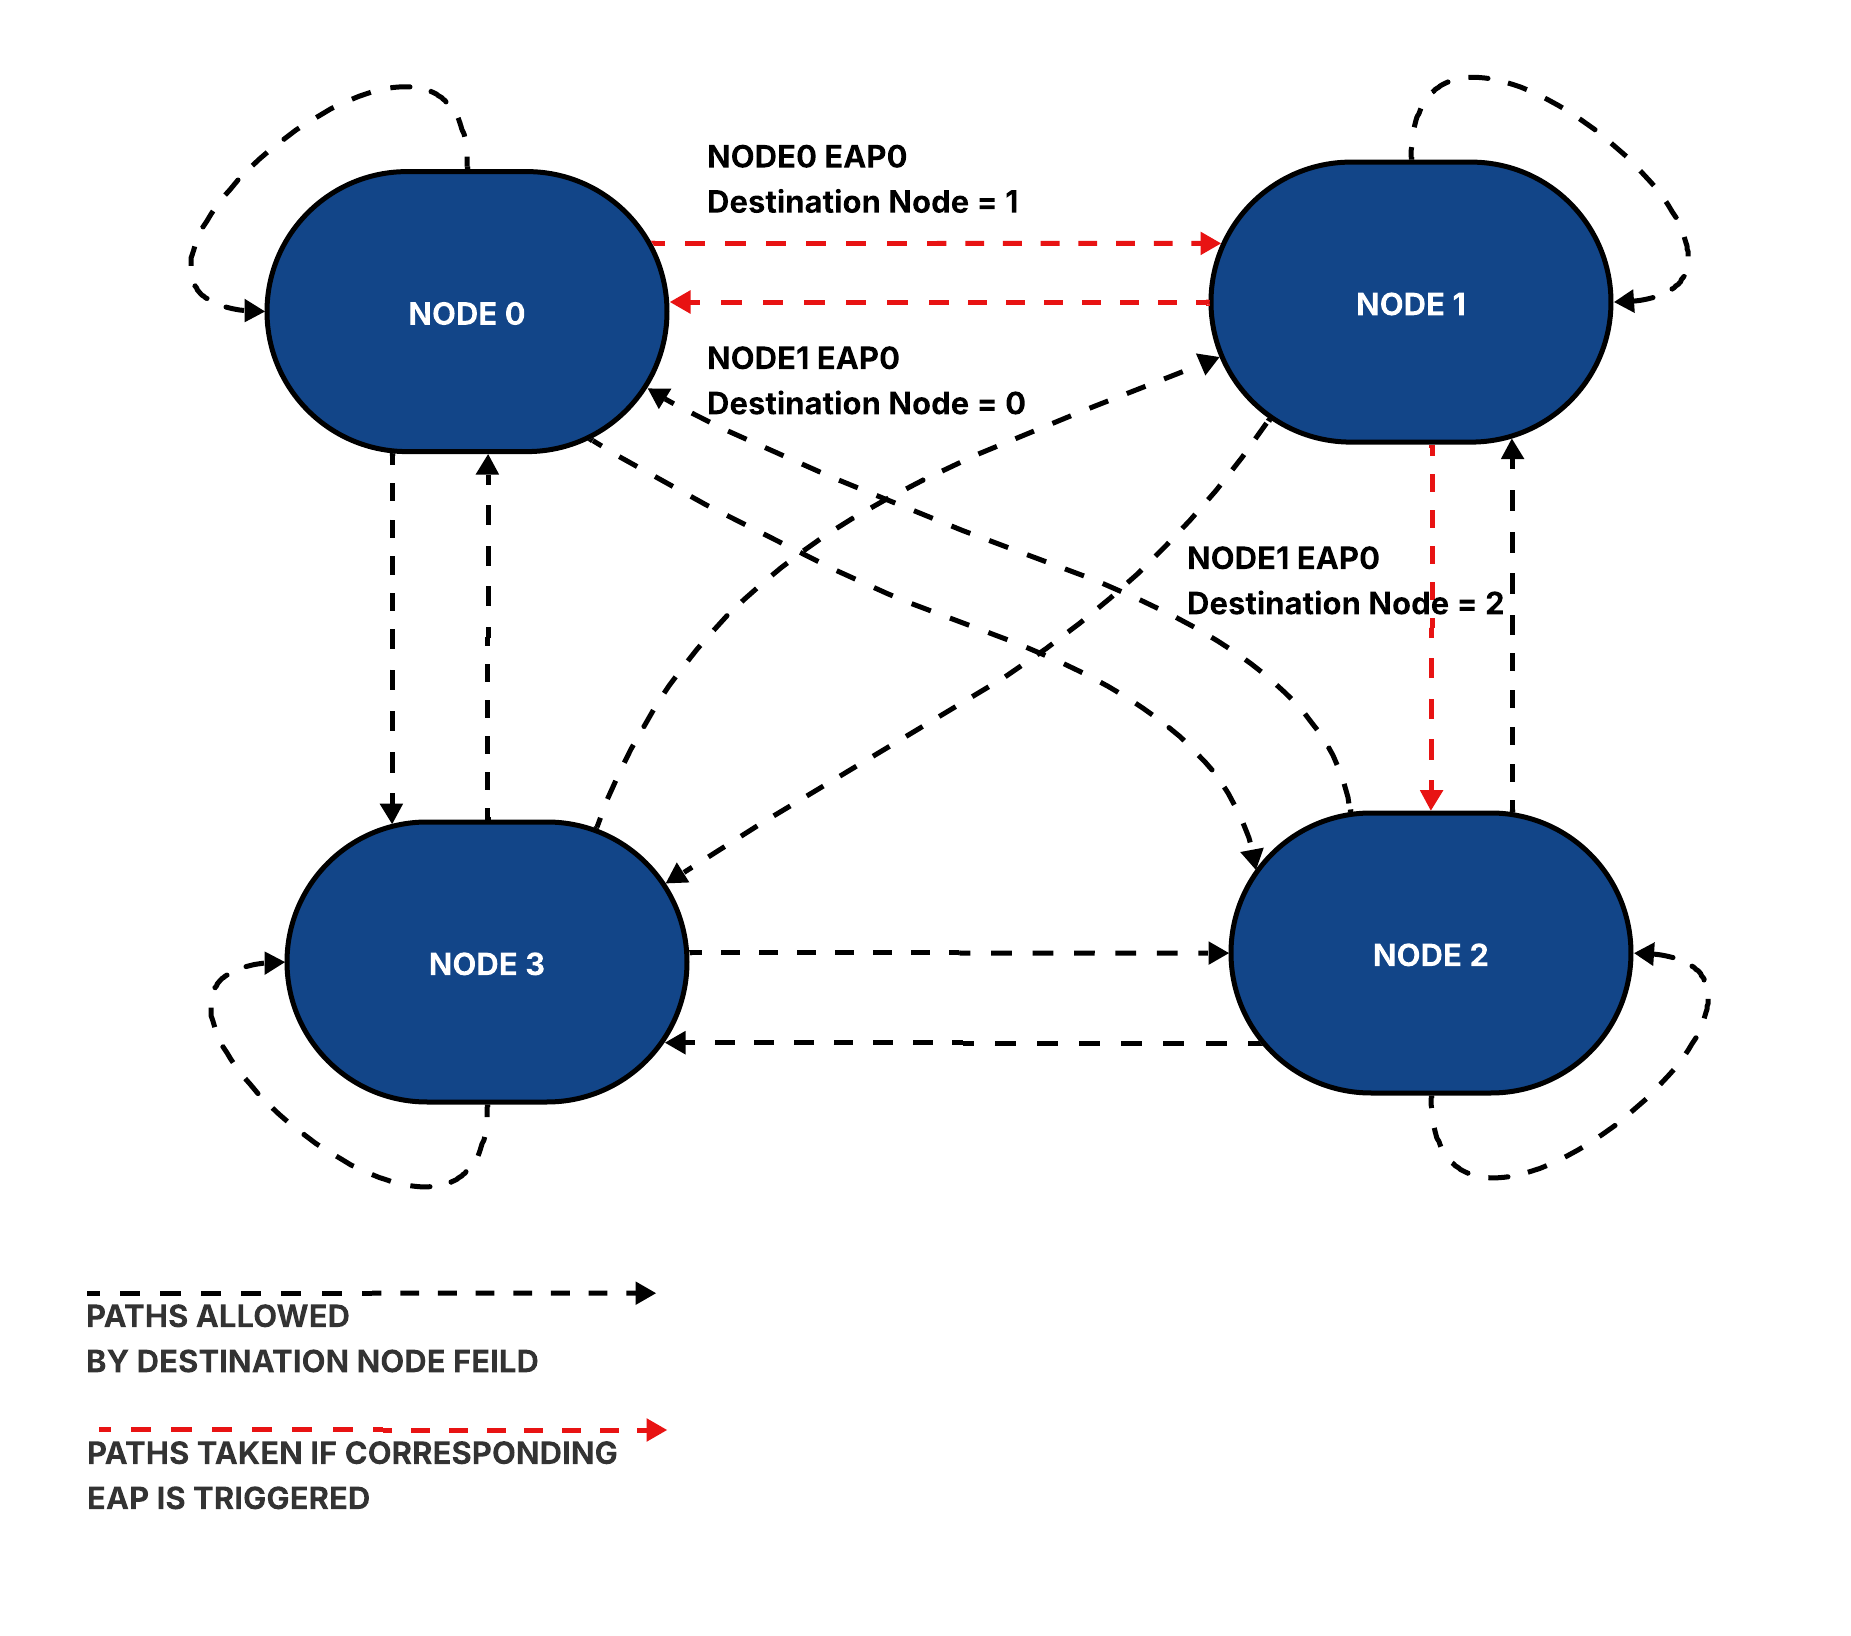 NODE0 EAP0
Destination Node = 1
NODE 0
NODE 1
NODE1 EAP0
Destination Node = 0
NODE1 EAP0
Destination Node = 2
NODE 3
NODE 2
PATHS ALLOWED
BY DESTINATION NODE FEILD
PATHS TAKEN IF CORRESPONDING
EAP IS TRIGGERED